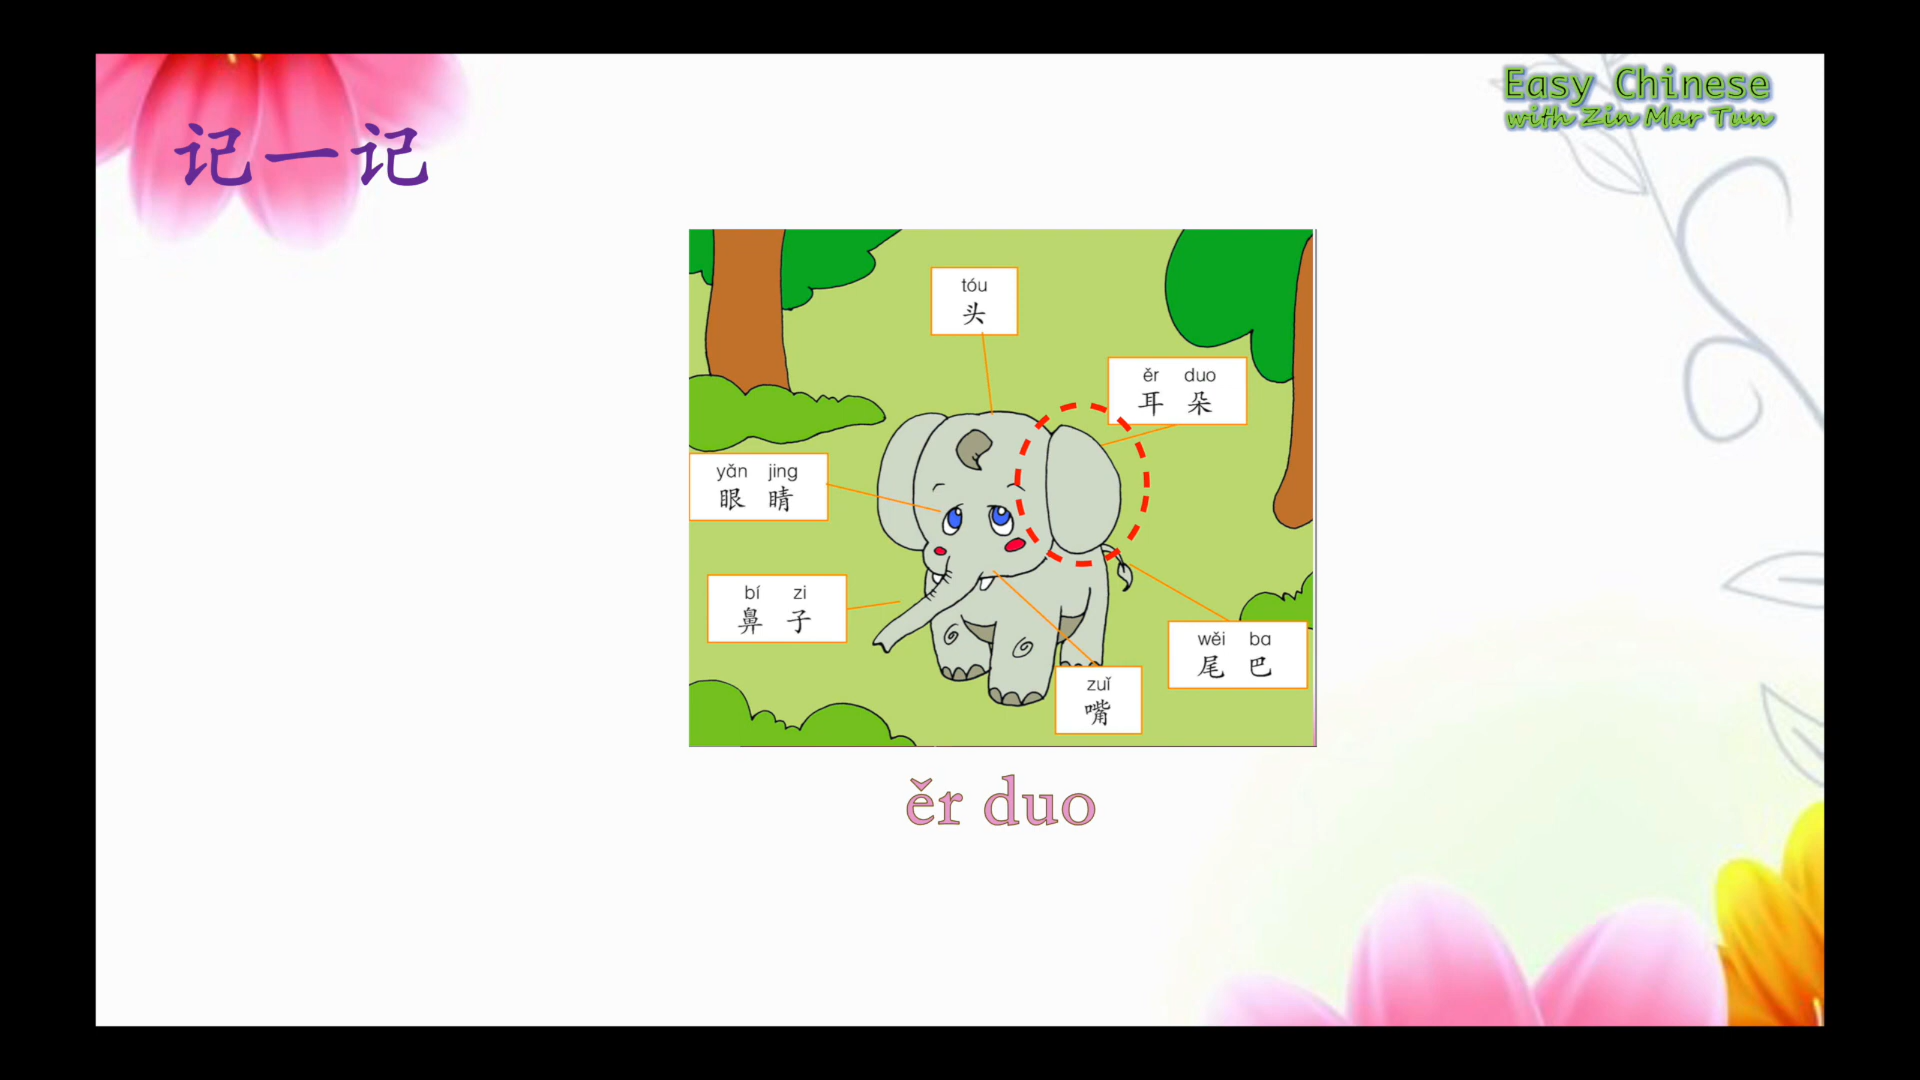 Easy Chinese
with Zin Mar Tun
记一记
tóu
头
ěr duo
耳 朵
yǎn jing
眼 睛
bí zi
鼻 子
wěi ba
尾 巴
zuǐ
嘴
ěr duo